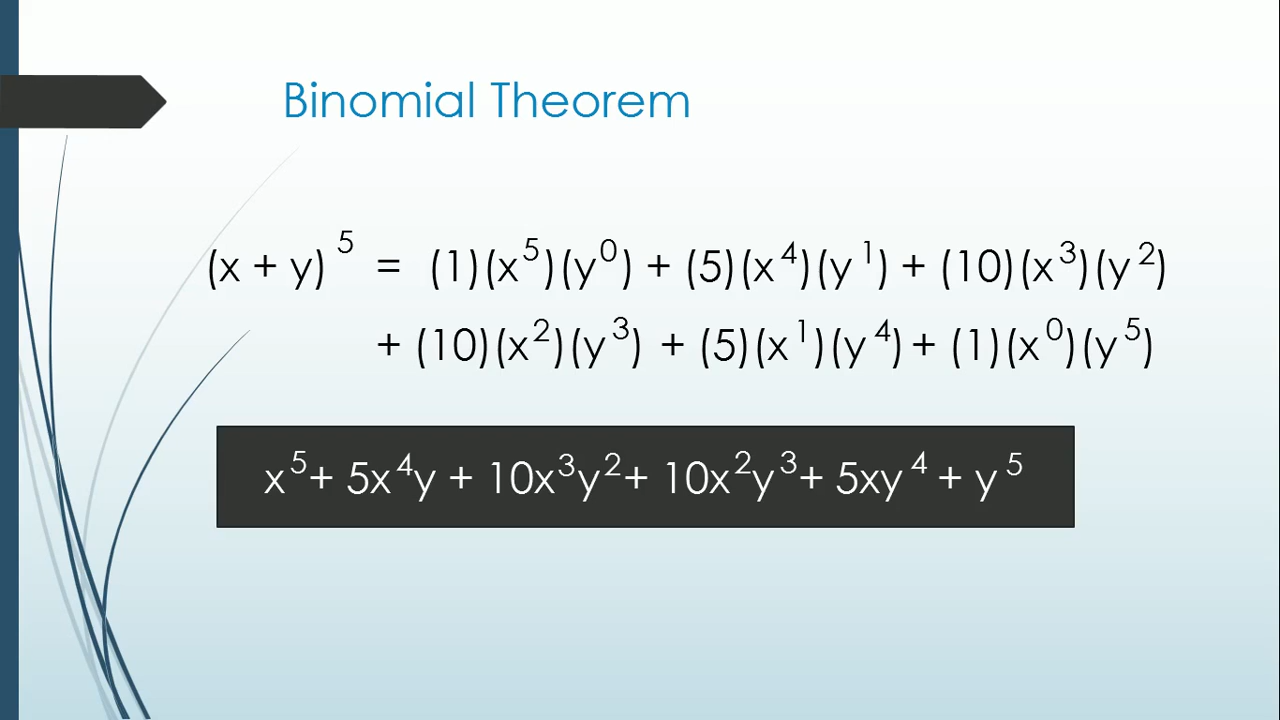 Binomial Theorem
(x + y)⁵ = (1)(x⁵)(y⁰) + (5)(x⁴)(y¹) + (10)(x³)(y²)
+ (10)(x²)(y³) + (5)(x¹)(y⁴) + (1)(x⁰)(y⁵)
x⁵ + 5x⁴y + 10x³y² + 10x²y³ + 5xy⁴ + y⁵